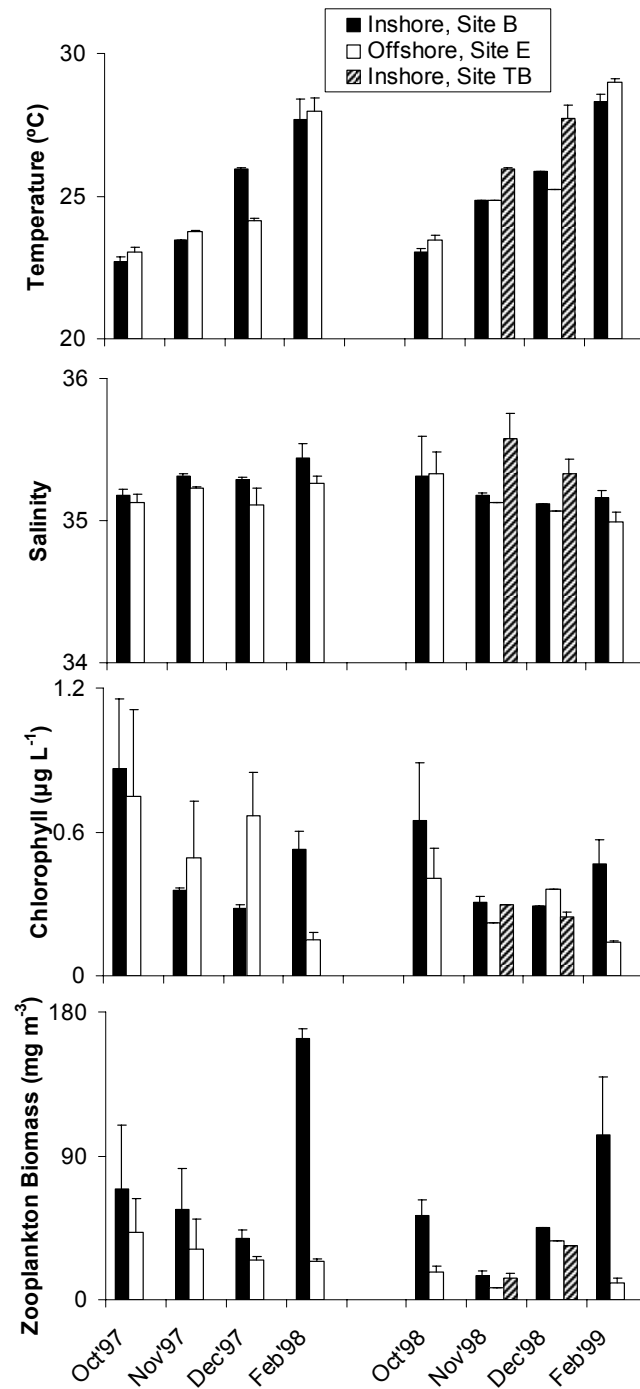 Inshore, Site B
Offshore, Site E
Inshore, Site TB
30
25
20
Temperature (ºC)
36
35
34
Salinity
1.2
0.6
0
Chlorophyll (µg L-1)
180
90
0
Zooplankton Biomass (mg m-3)
Oct'97
Nov'97
Dec'97
Feb'98
Oct'98
Nov'98
Dec'98
Feb'99